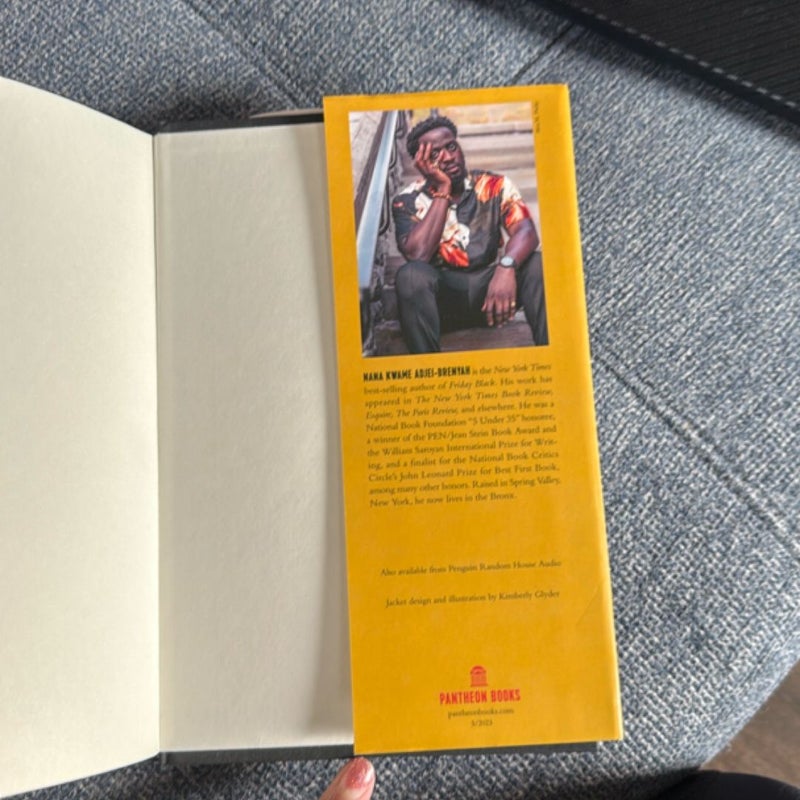 NANA KWAME ADJEI-BRENYAH is the New York Times
best-selling author of Friday Black. His work has
appeared in The New York Times Book Review,
Esquire, The Paris Review, and elsewhere. He was a
National Book Foundation "5 Under 35" honoree,
a winner of the PEN/Jean Stein Book Award and
the William Saroyan International Prize for Writ-
ing, and a finalist for the National Book Critics
Circle's John Leonard Prize for Best First Book,
among many other honors. Raised in Spring Valley,
New York, he now lives in the Bronx.
Also available from Penguin Random House Audio
Jacket design and illustration by Kimberly Glyder
PANTHEON BOOKS
pantheonbooks.com
5/2023